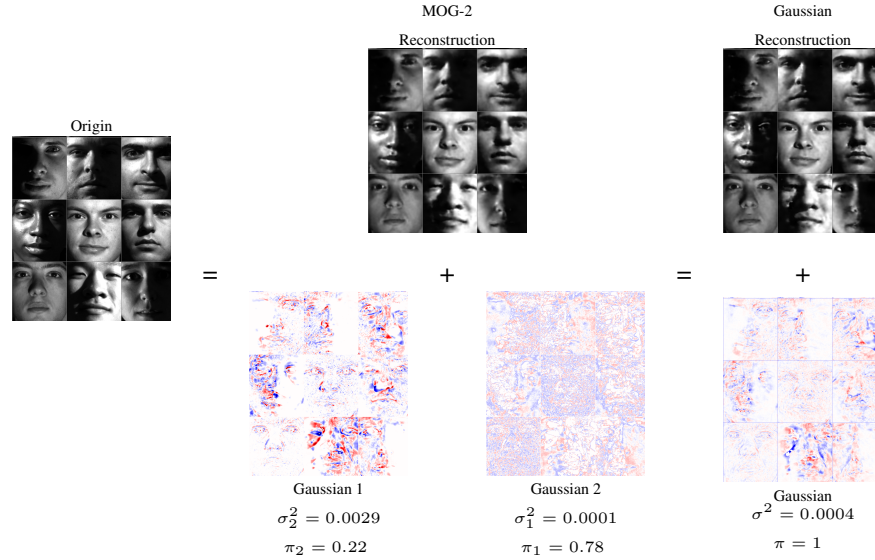 MOG-2
Gaussian
Reconstruction
Reconstruction
Origin
=
+
=
+
Gaussian 1
Gaussian 2
Gaussian
σ₂² = 0.0029
σ₁² = 0.0001
σ² = 0.0004
π₂ = 0.22
π₁ = 0.78
π = 1